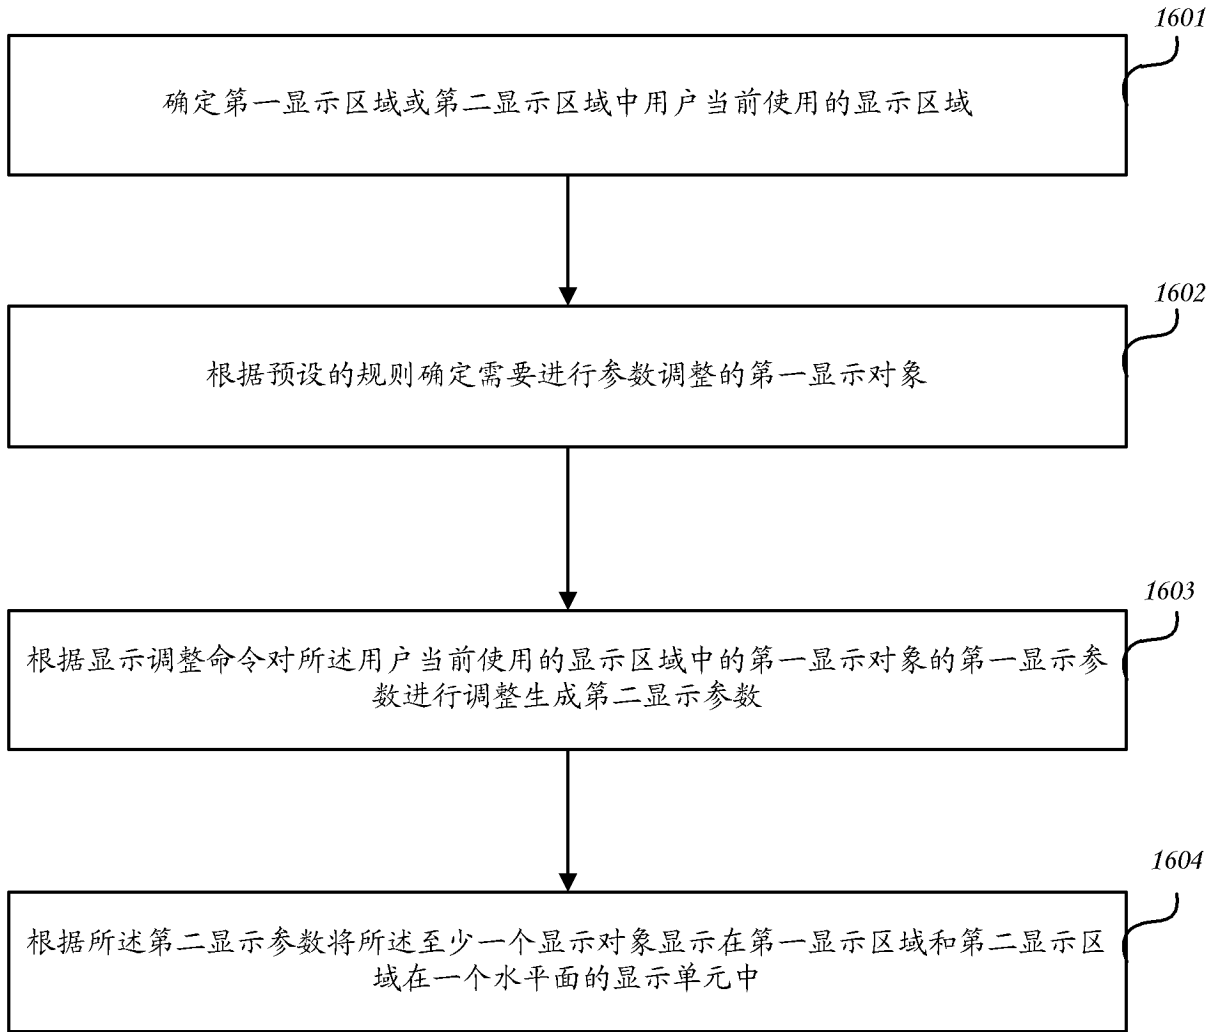 1601
确定第一显示区域或第二显示区域中用户当前使用的显示区域
1602
根据预设的规则确定需要进行参数调整的第一显示对象
1603
根据显示调整命令对所述用户当前使用的显示区域中的第一显示对象的第一显示参
数进行调整生成第二显示参数
1604
根据所述第二显示参数将所述至少一个显示对象显示在第一显示区域和第二显示区
域在一个水平面的显示单元中